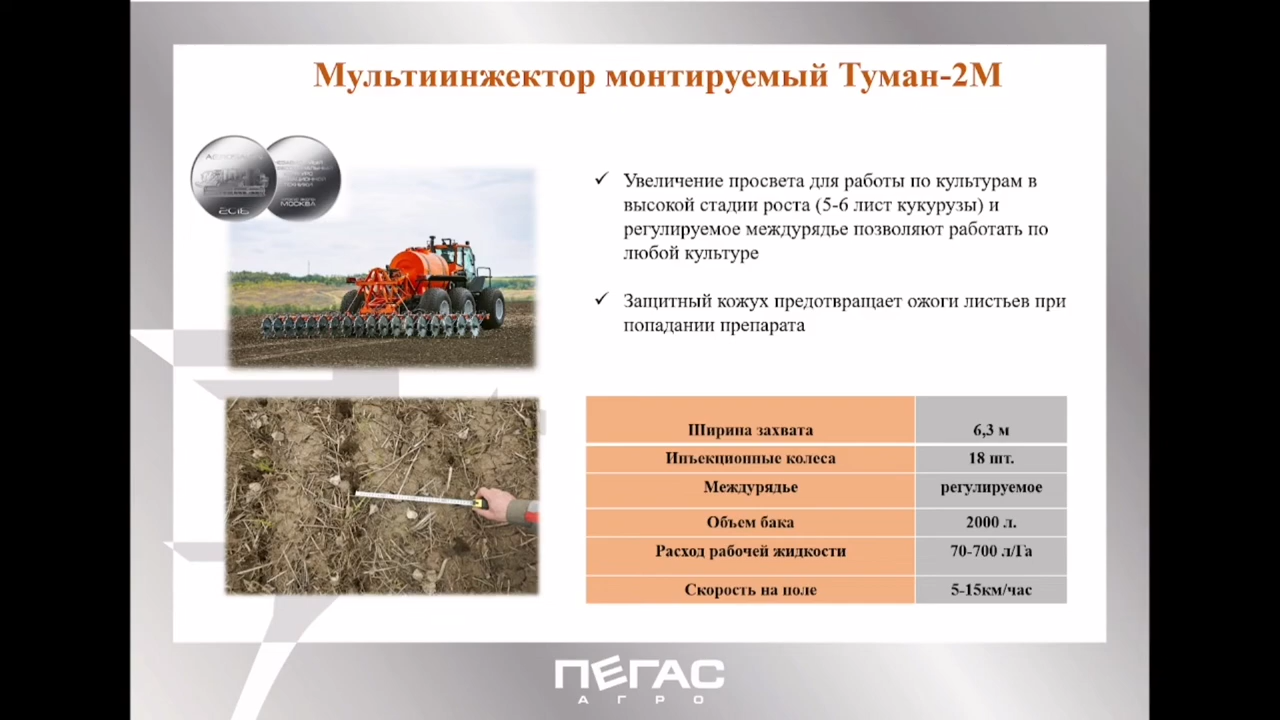 Мультиинжектор монтируемый Туман-2М
2016
МОСКВА
✓ Увеличение просвета для работы по культурам в
высокой стадии роста (5-6 лист кукурузы) и
регулируемое междурядье позволяют работать по
любой культуре
✓ Защитный кожух предотвращает ожоги листьев при
попадании препарата
Ширина захвата 6,3 м
Инъекционные колеса 18 шт.
Междурядье регулируемое
Объем бака 2000 л.
Расход рабочей жидкости 70-700 л/Га
Скорость на поле 5-15км/час
ПЕГАС
АГРО